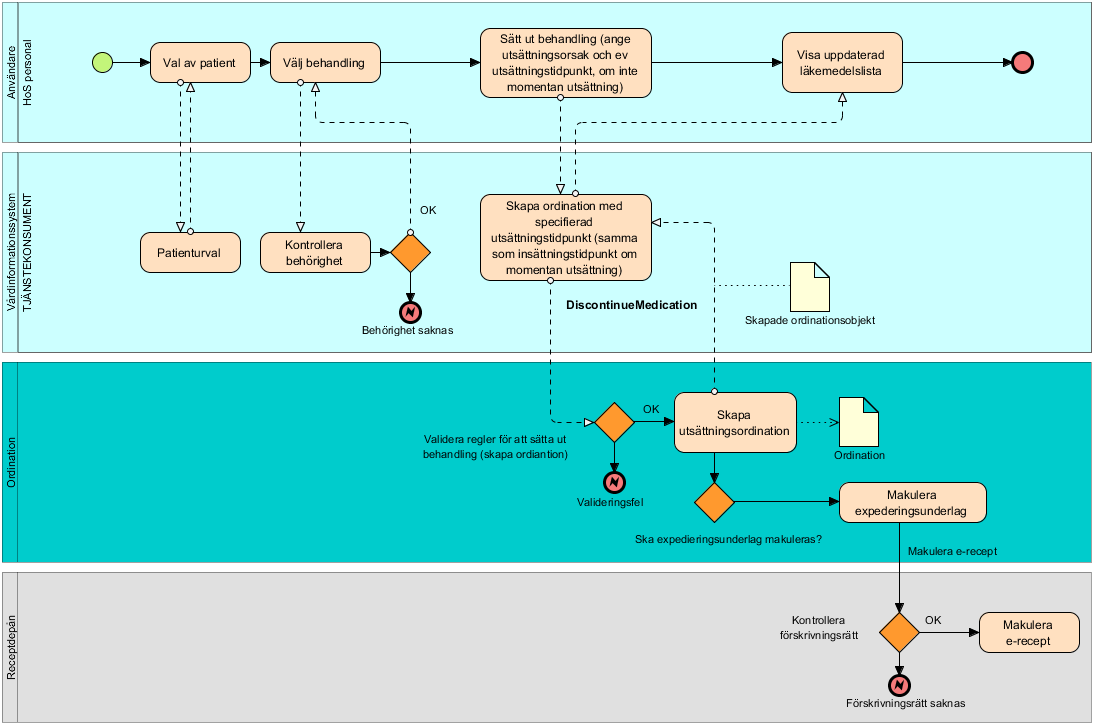 Användare
HoS personal
Val av patient
Välj behandling
Sätt ut behandling (ange
utsättningsorsak och ev
utsättningstidpunkt, om inte
momentan utsättning)
Visa uppdaterad
läkemedelslista
Vårdinformationssystem
TJÄNSTEKONSUMENT
Patienturval
Kontrollera
behörighet
OK
Behörighet saknas
Skapa ordination med
specifierad
utsättningstidpunkt (samma
som insättningstidpunkt om
momentan utsättning)
DiscontinueMedication
Skapade ordinationsobjekt
Ordination
Validera regler för att sätta ut
behandling (skapa ordiantion)
OK
Valideringsfel
Skapa
utsättningsordination
Ordination
Ska expedieringsunderlag makuleras?
Makulera
expederingsunderlag
Makulera e-recept
Receptdepån
Kontrollera
förskrivningsrätt
OK
Makulera
e-recept
Förskrivningsrätt saknas